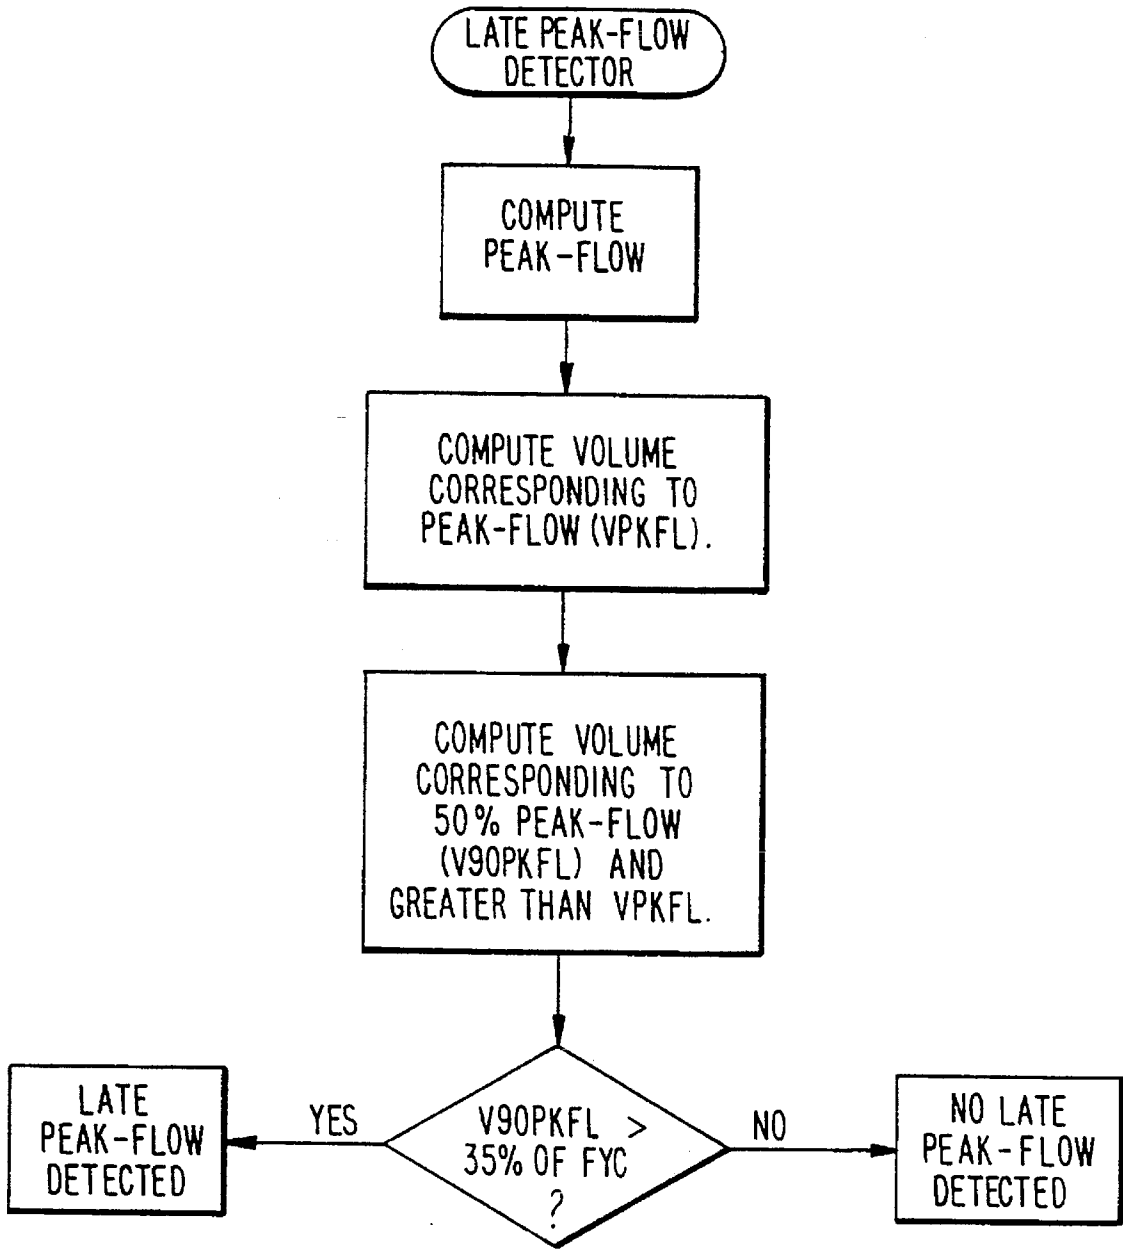 LATE PEAK-FLOW
DETECTOR
COMPUTE
PEAK-FLOW
COMPUTE VOLUME
CORRESPONDING TO
PEAK-FLOW (VPKFL).
COMPUTE VOLUME
CORRESPONDING TO
50% PEAK-FLOW
(V90PKFL) AND
GREATER THAN VPKFL.
V90PKFL >
35% OF FYC
?
YES
NO
LATE
PEAK-FLOW
DETECTED
NO LATE
PEAK-FLOW
DETECTED